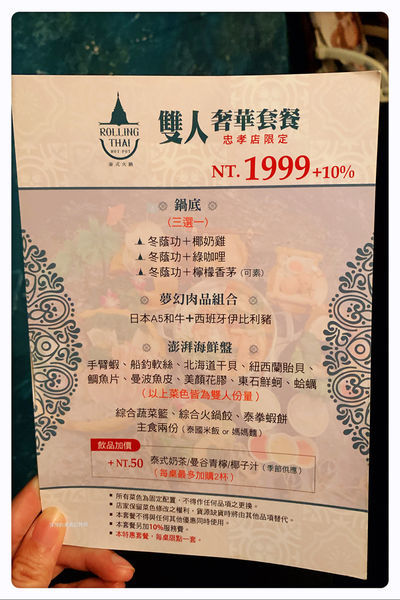 ROLLING
THAI
HOT POT
泰式火鍋
雙人奢華套餐
忠孝店限定
NT. 1999+10%
鍋底
(三選一)
冬蔭功+椰奶雞
冬蔭功+綠咖哩
冬蔭功+檸檬香茅 (可素)
夢幻肉品組合
日本A5和牛+西班牙伊比利豬
澎湃海鮮盤
手臂蝦、船釣軟絲、北海道干貝、紐西蘭貽貝、
鯛魚片、曼波魚皮、美顏花膠、東石鮮蚵、蛤蠣
(以上菜色皆為雙人份量)
綜合蔬菜籃、綜合火鍋餃、泰拳蝦餅
主食兩份 (泰國米飯 or 媽媽麵)
飲品加價
+NT.50 泰式奶茶/曼谷青檸/椰子汁 (季節供應)
(每桌最多加購2杯)
▪ 所有菜色為固定配置,不得作任何品項之更換。
▪ 店家保留菜色修改之權利,貨源缺貨時將由其他品項替代。
▪ 本套餐不得與任何其他優惠同時使用。
▪ 本套餐另加10%服務費。
▪ 本特惠套餐,每桌限點一套。